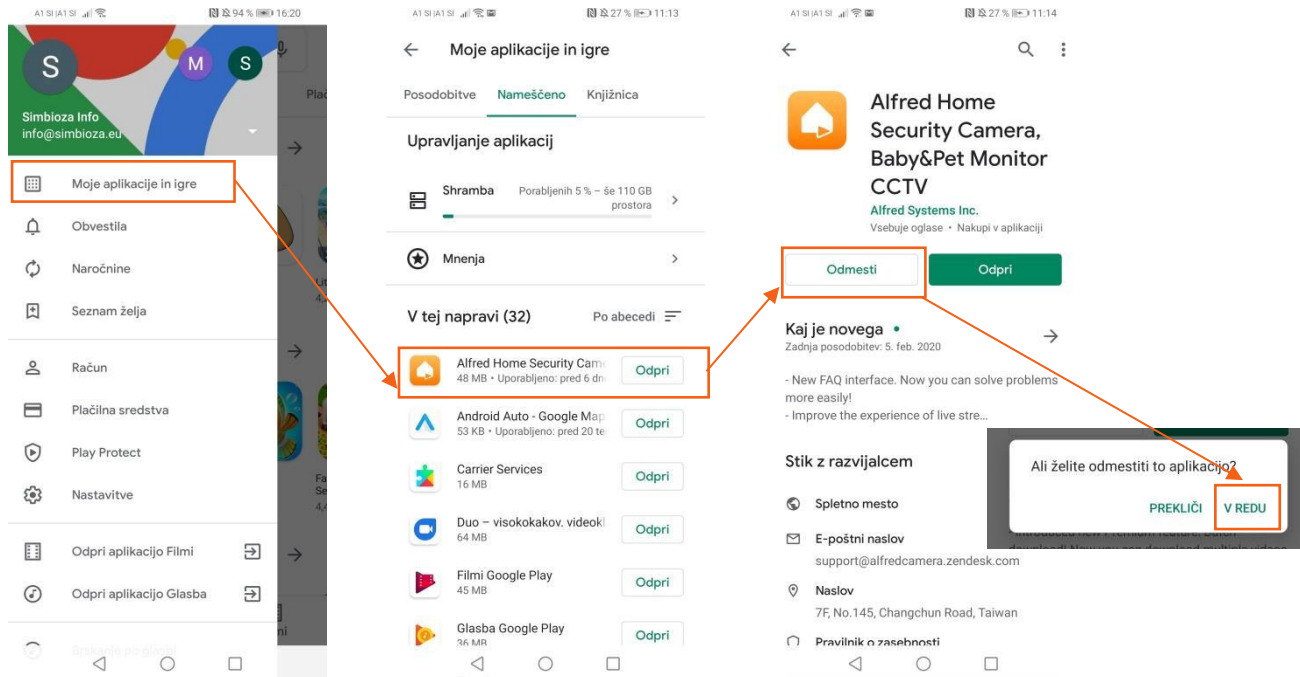 A1 SI |A1 SI 94 % 16:20
S
M
S
Simbioza Info
info@simbioza.eu
Moje aplikacije in igre
Obvestila
Naročnine
Seznam želja
Račun
Plačilna sredstva
Play Protect
Nastavitve
Odpri aplikacijo Filmi
Odpri aplikacijo Glasba
A1 SI |A1 SI 27 % 11:13
Moje aplikacije in igre
Posodobitve Nameščeno Knjižnica
Upravljanje aplikacij
Shramba Porabljenih 5 % – še 110 GB
prostora
Mnenja
V tej napravi (32) Po abecedi
Alfred Home Security Cam
48 MB • Uporabljeno: pred 6 dn
Odpri
Android Auto - Google Map
53 KB • Uporabljeno: pred 20 te
Odpri
Carrier Services
16 MB
Odpri
Duo – visokokakov. videokl
64 MB
Odpri
Filmi Google Play
45 MB
Odpri
Glasba Google Play
36 MB
Odpri
A1 SI |A1 SI 27 % 11:14
Alfred Home
Security Camera,
Baby&Pet Monitor
CCTV
Alfred Systems Inc.
Vsebuje oglase • Nakupi v aplikaciji
Odmesti Odpri
Kaj je novega •
Zadnja posodobitev: 5. feb. 2020
- New FAQ interface. Now you can solve problems
more easily!
- Improve the experience of live stre…
Stik z razvijalcem
Spletno mesto
E-poštni naslov
support@alfredcamera.zendesk.com
Naslov
7F, No.145, Changchun Road, Taiwan
Pravilnik o zasebnosti
Ali želite odmestiti to aplikacijo?
PREKLIČI V REDU